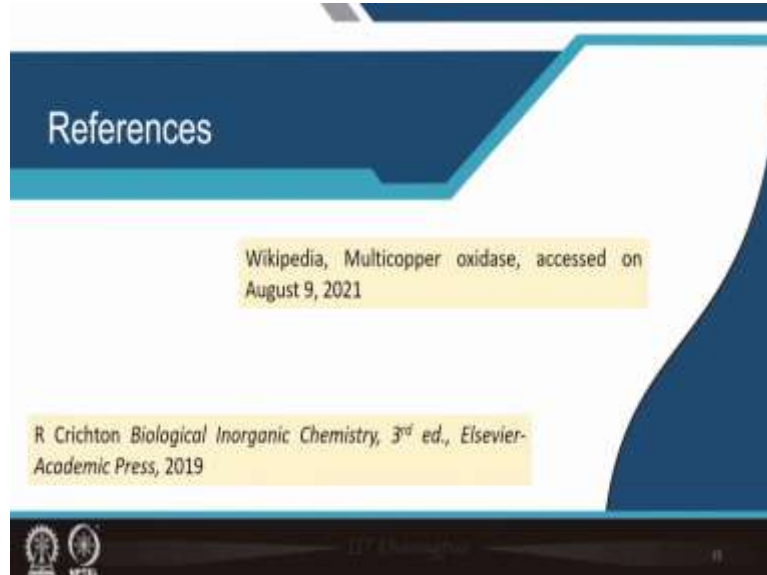 References
Wikipedia, Multicopper oxidase, accessed on
August 9, 2021
R Crichton Biological Inorganic Chemistry, 3rd ed., Elsevier-
Academic Press, 2019
NPTEL